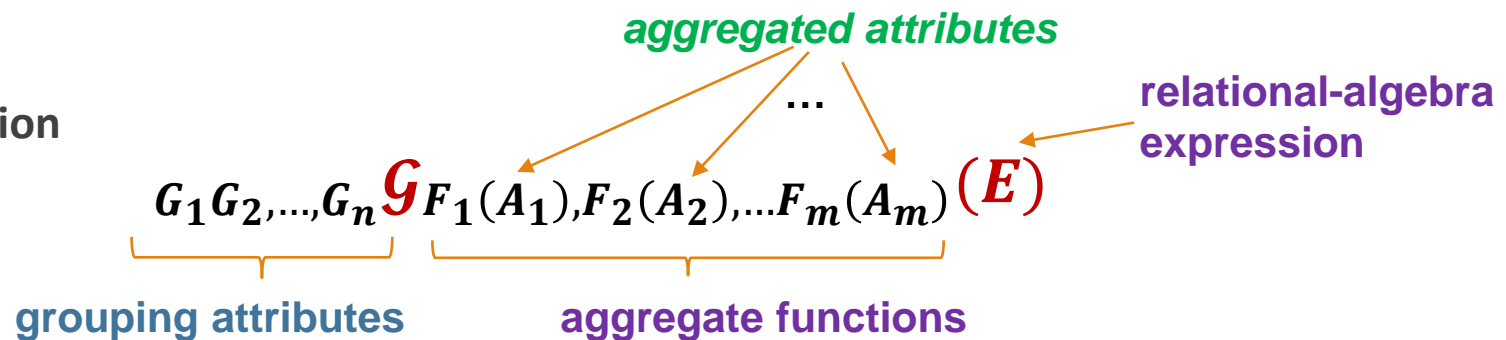 aggregated attributes
...
relational-algebra
expression
ion
G₁G₂,...,Gₙ𝒢F₁(A₁),F₂(A₂),...Fₘ(Aₘ)(E)
grouping attributes
aggregate functions